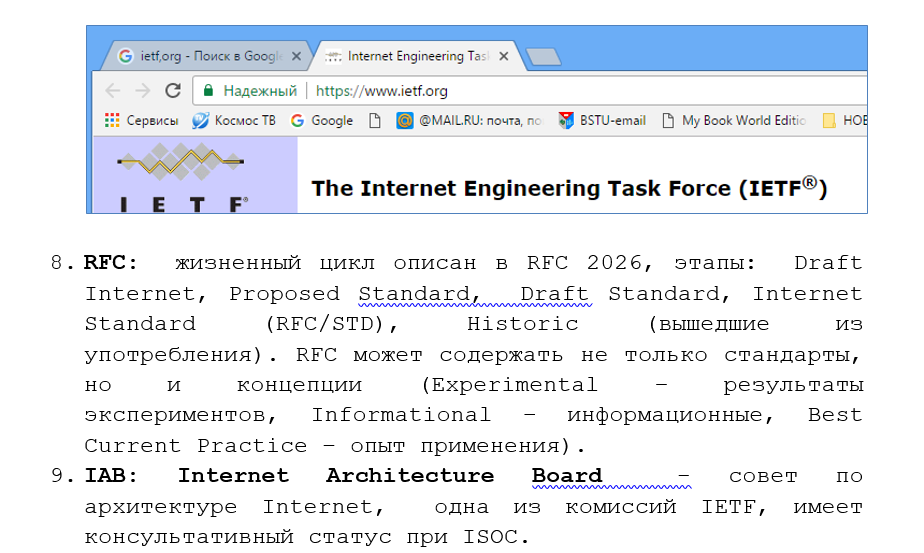 ietf,org - Поиск в Googl
Internet Engineering Tas
Надежный https://www.ietf.org
Сервисы Космос ТВ Google @MAIL.RU: почта, по BSTU-email My Book World Editio НОВ
I E T F®
The Internet Engineering Task Force (IETF®)
8. RFC: жизненный цикл описан в RFC 2026, этапы: Draft
Internet, Proposed Standard, Draft Standard, Internet
Standard (RFC/STD), Historic (вышедшие из
употребления). RFC может содержать не только стандарты,
но и концепции (Experimental – результаты
экспериментов, Informational – информационные, Best
Current Practice – опыт применения).
9. IAB: Internet Architecture Board – совет по
архитектуре Internet, одна из комиссий IETF, имеет
консультативный статус при ISOC.